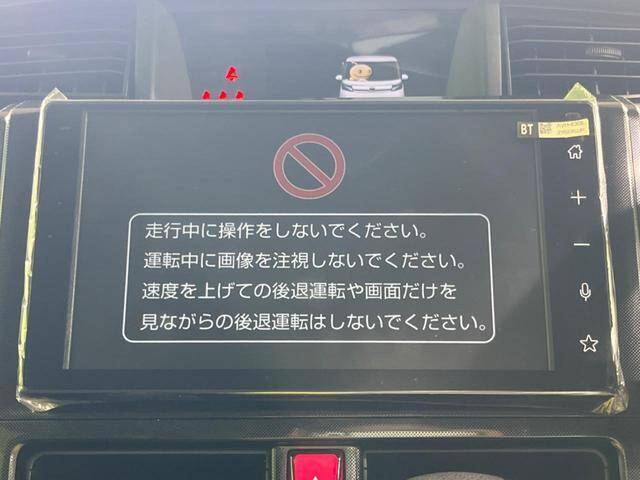 BT
走行中に操作をしないでください。
運転中に画像を注視しないでください。
速度を上げての後退運転や画面だけを
見ながらの後退運転はしないでください。